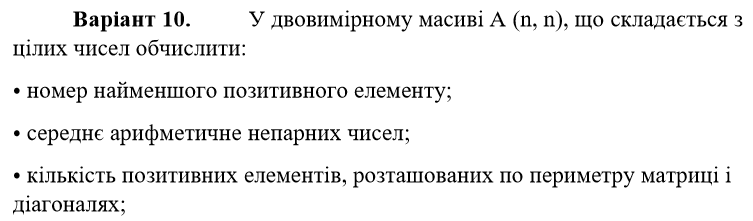 Варіант 10. У двовимірному масиві А (n, n), що складається з
цілих чисел обчислити:
• номер найменшого позитивного елементу;
• середнє арифметичне непарних чисел;
• кількість позитивних елементів, розташованих по периметру матриці і
діагоналях;